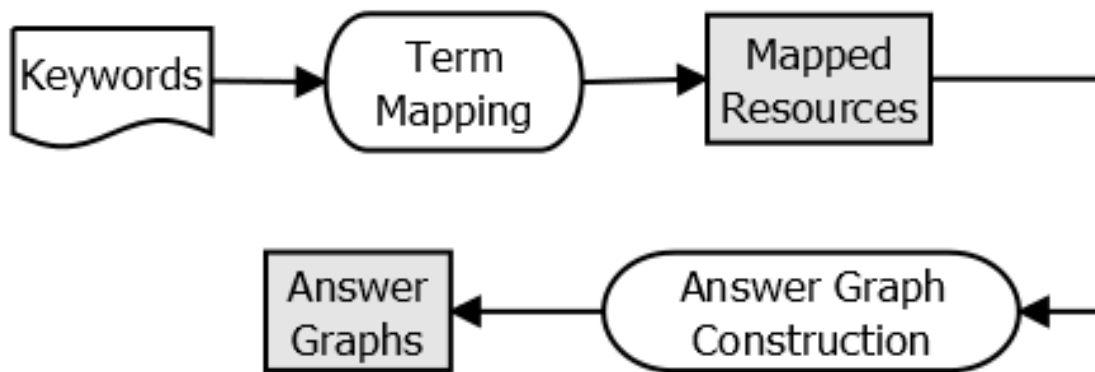 Keywords
Term
Mapping
Mapped
Resources
Answer
Graphs
Answer Graph
Construction